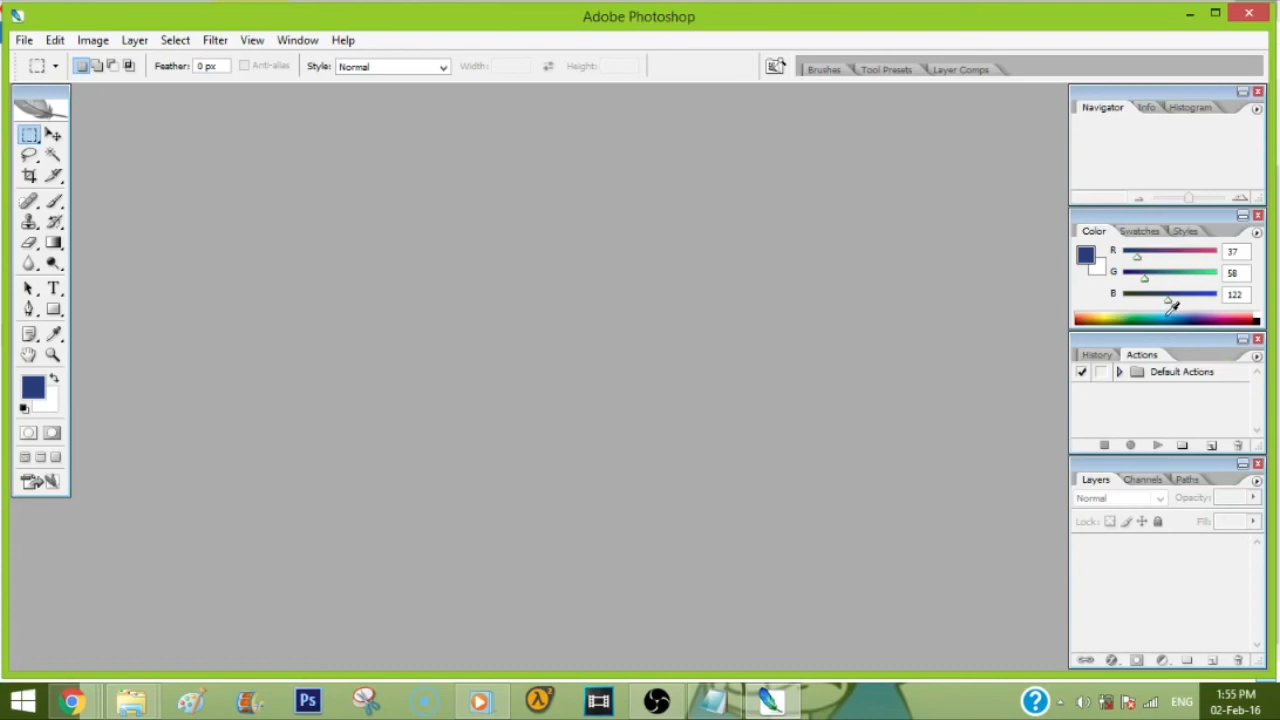 Adobe Photoshop
File Edit Image Layer Select Filter View Window Help
Feather: 0 px Anti-alias Style: Normal Width: Height: Brushes Tool Presets Layer Comps
Navigator Info Histogram
Color Swatches Styles
R 37
G 58
B 122
History Actions
Default Actions
Layers Channels Paths
Normal Opacity:
Lock: Fill:
T
Ps
ENG
1:55 PM
02-Feb-16